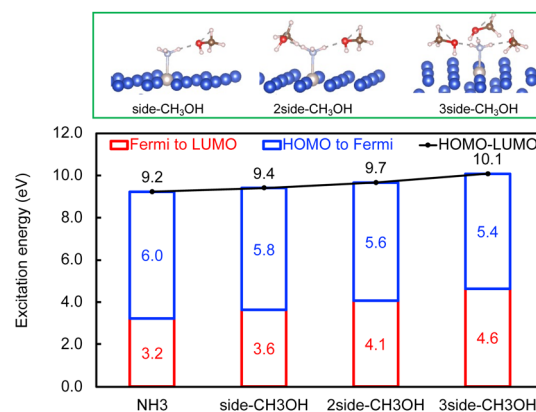 side-CH₃OH 2side-CH₃OH 3side-CH₃OH
Fermi to LUMO HOMO to Fermi HOMO-LUMO
Excitation energy (eV)
12.0
10.0
8.0
6.0
4.0
2.0
0.0
9.2 9.4 9.7 10.1
6.0 5.8 5.6 5.4
3.2 3.6 4.1 4.6
NH3 side-CH3OH 2side-CH3OH 3side-CH3OH